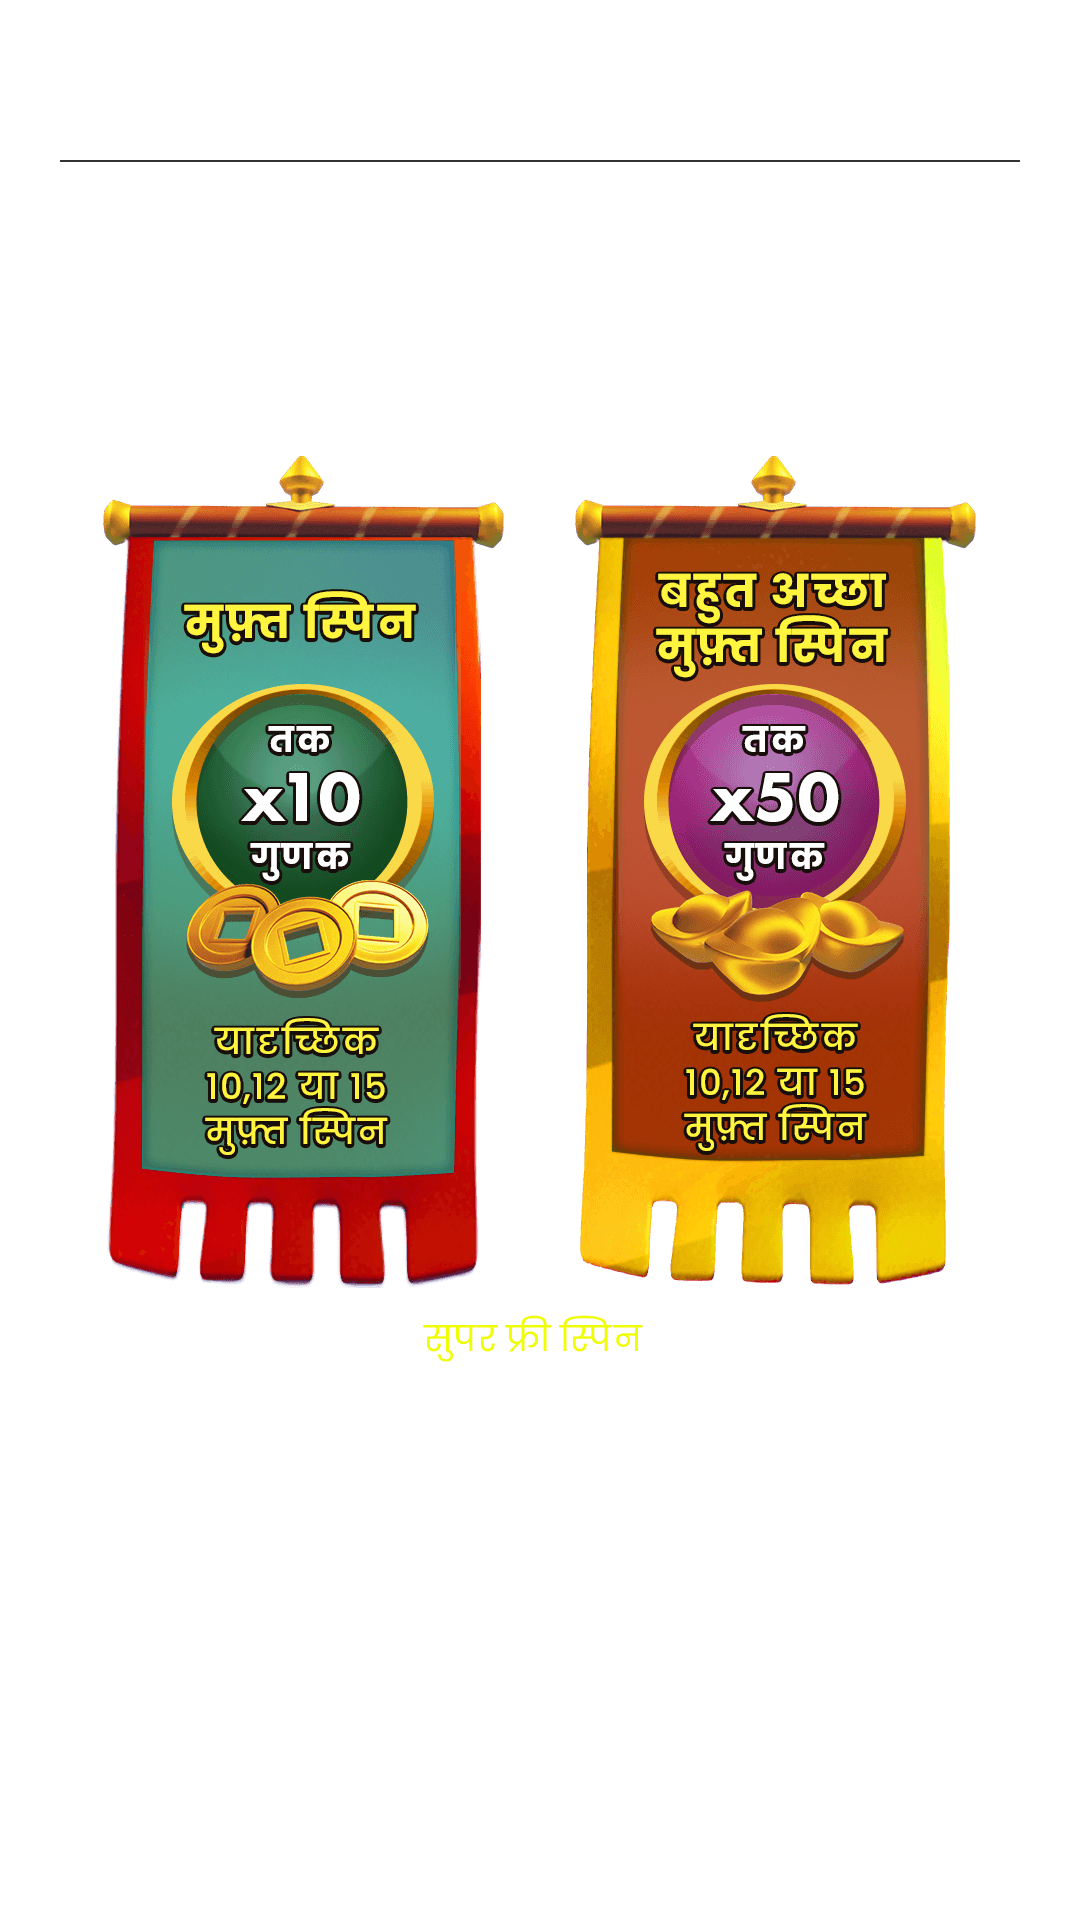 मुफ़्त स्पिन
तक
x10
गुणक
यादृच्छिक
10,12 या 15
मुफ़्त स्पिन
बहुत अच्छा
मुफ़्त स्पिन
तक
x50
गुणक
यादृच्छिक
10,12 या 15
मुफ़्त स्पिन
सुपर फ्री स्पिन